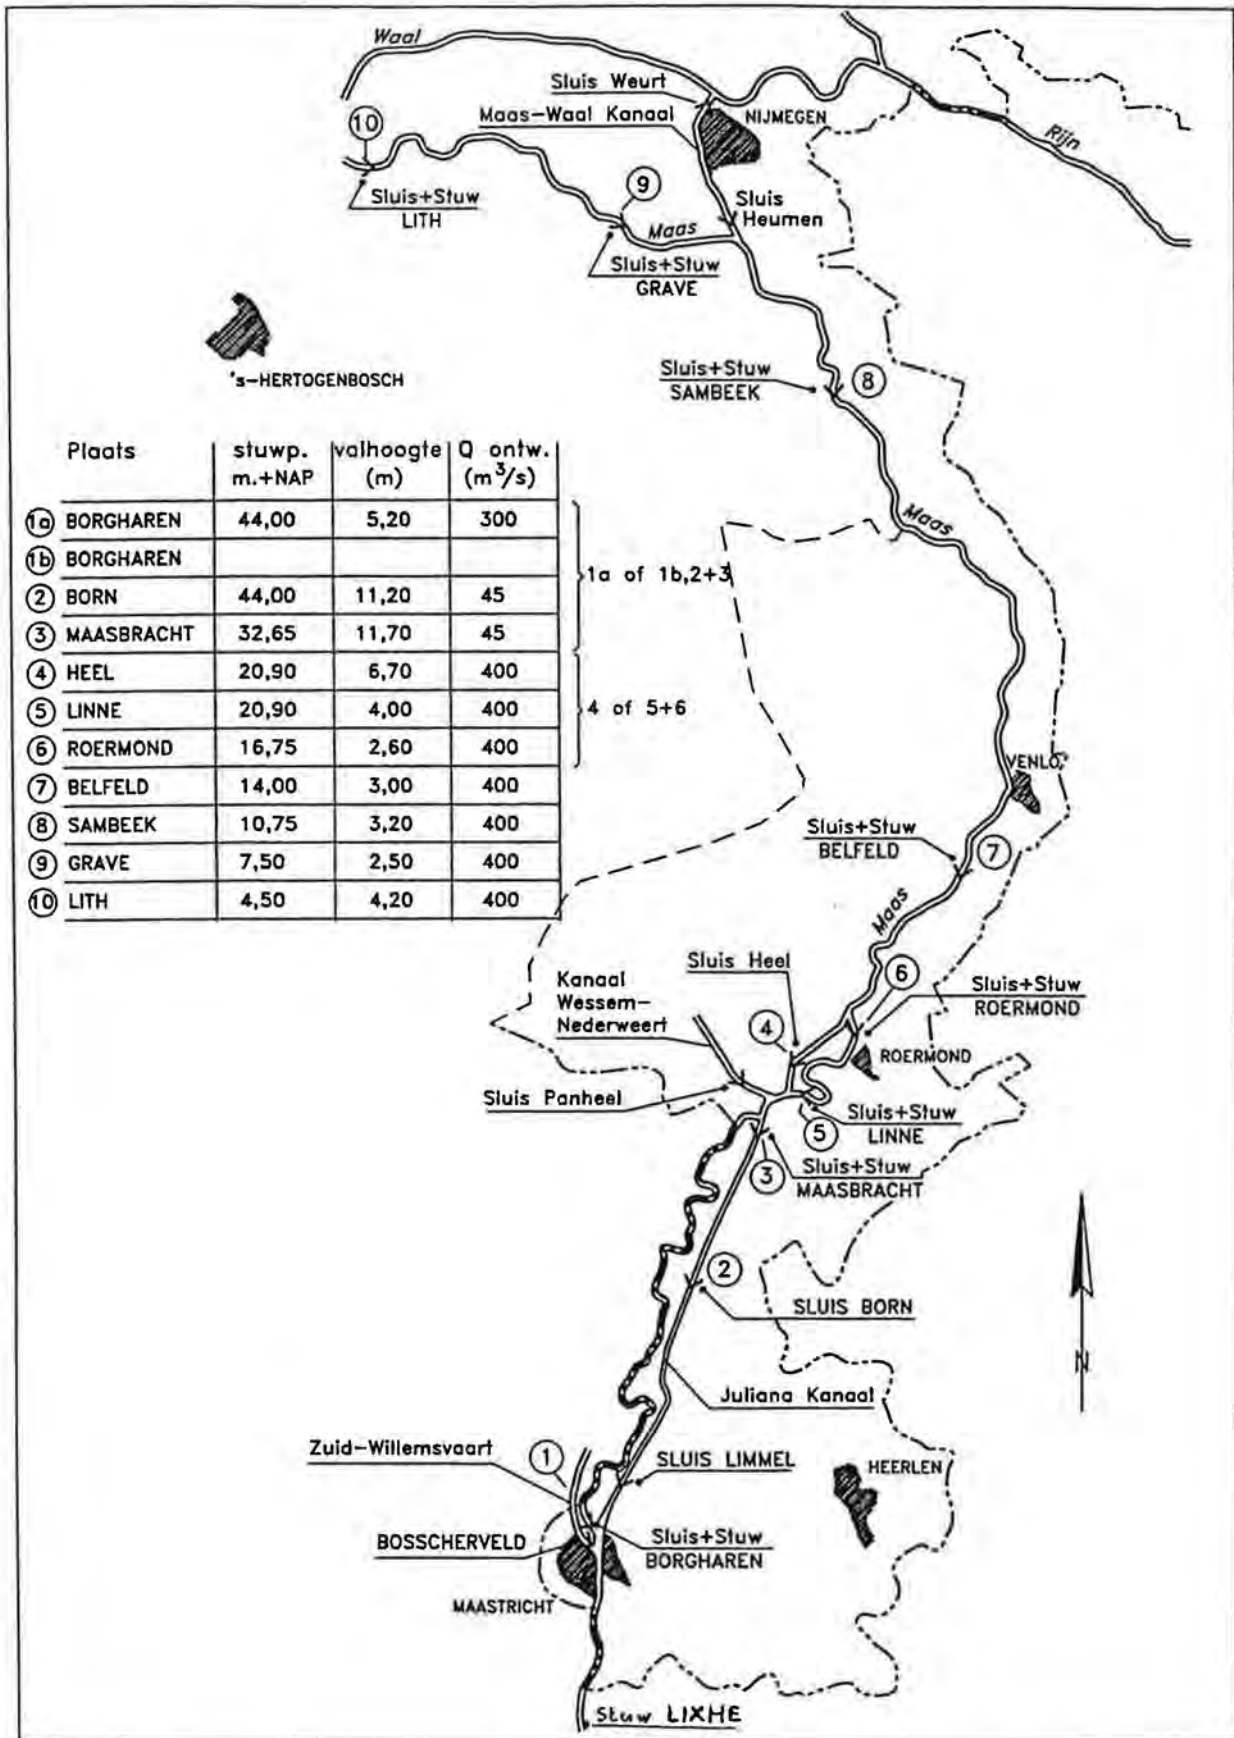 Waal
Sluis Weurt
Maas-Waal Kanaal
NIJMEGEN
Rijn
10
Sluis+Stuw
LITH
9
Sluis
Heumen
Maas
Sluis+Stuw
GRAVE
's-HERTOGENBOSCH
Sluis+Stuw
SAMBEEK
8
Maas
Plaats stuwp. m.+NAP valhoogte (m) Q ontw. (m³/s)
1a BORGHAREN 44,00 5,20 300
1b BORGHAREN
1a of 1b,2+3
2 BORN 44,00 11,20 45
3 MAASBRACHT 32,65 11,70 45
4 HEEL 20,90 6,70 400
5 LINNE 20,90 4,00 400
4 of 5+6
6 ROERMOND 16,75 2,60 400
7 BELFELD 14,00 3,00 400
8 SAMBEEK 10,75 3,20 400
9 GRAVE 7,50 2,50 400
10 LITH 4,50 4,20 400
VENLO
Sluis+Stuw
BELFELD
7
Maas
Sluis Heel
6
Kanaal
Wessem-
Nederweert
Sluis+Stuw
ROERMOND
4
ROERMOND
Sluis Panheel
Sluis+Stuw
LINNE
5
3
Sluis+Stuw
MAASBRACHT
2
SLUIS BORN
N
Juliana Kanaal
Zuid-Willemsvaart
1
SLUIS LIMMEL
HEERLEN
BOSSCHERVELD
Sluis+Stuw
BORGHAREN
MAASTRICHT
Stuw LIXHE